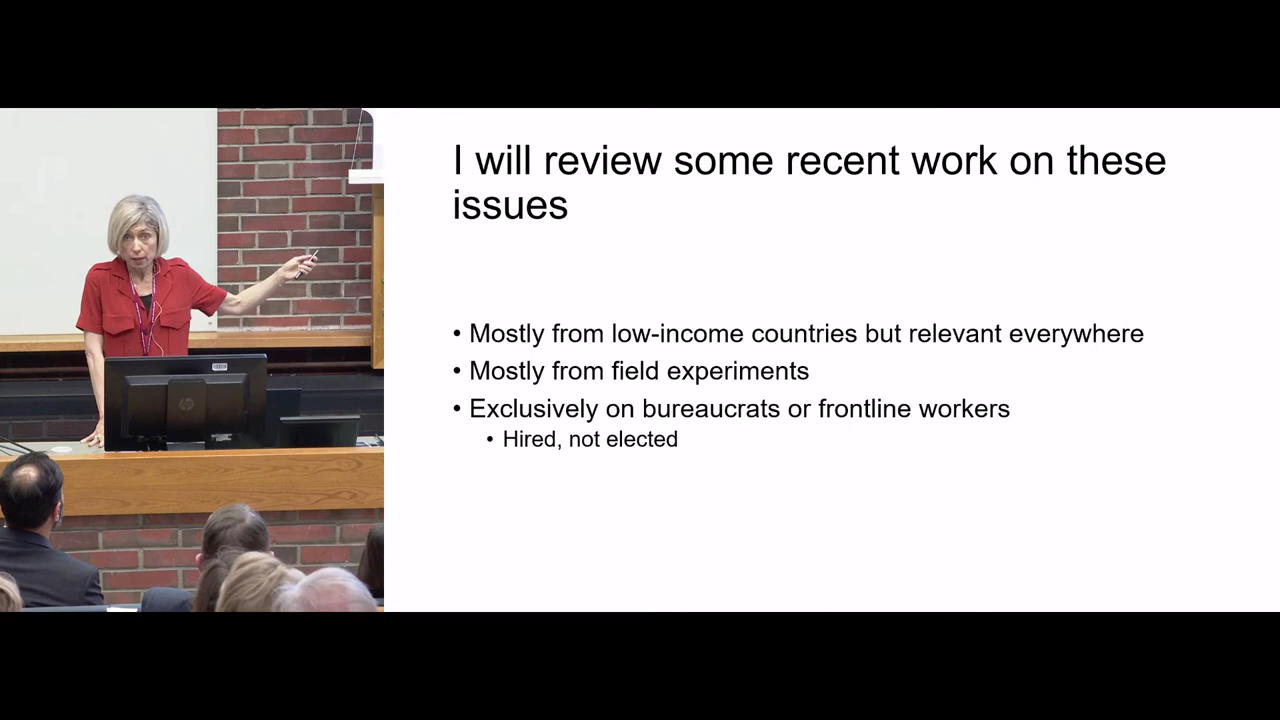 I will review some recent work on these
issues
• Mostly from low-income countries but relevant everywhere
• Mostly from field experiments
• Exclusively on bureaucrats or frontline workers
• Hired, not elected
hp